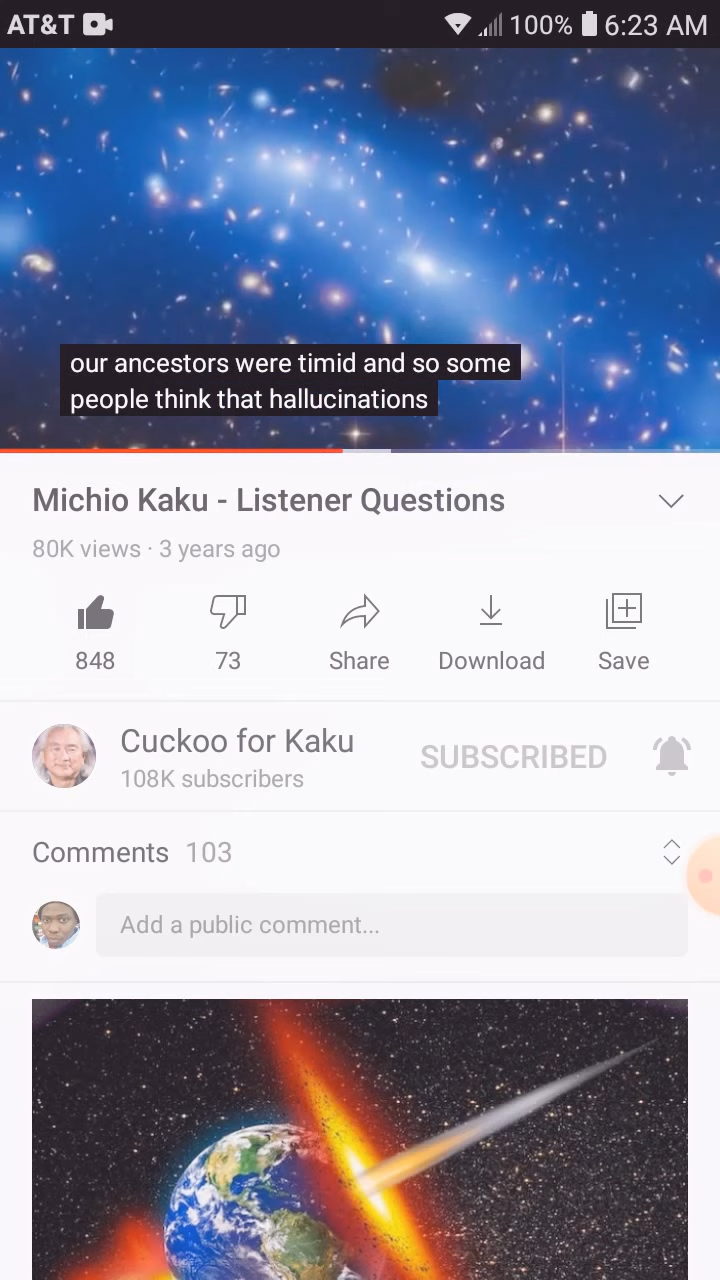 AT&T 100% 6:23 AM
our ancestors were timid and so some
people think that hallucinations
Michio Kaku - Listener Questions
80K views · 3 years ago
848 73 Share Download Save
Cuckoo for Kaku SUBSCRIBED
108K subscribers
Comments 103
Add a public comment...